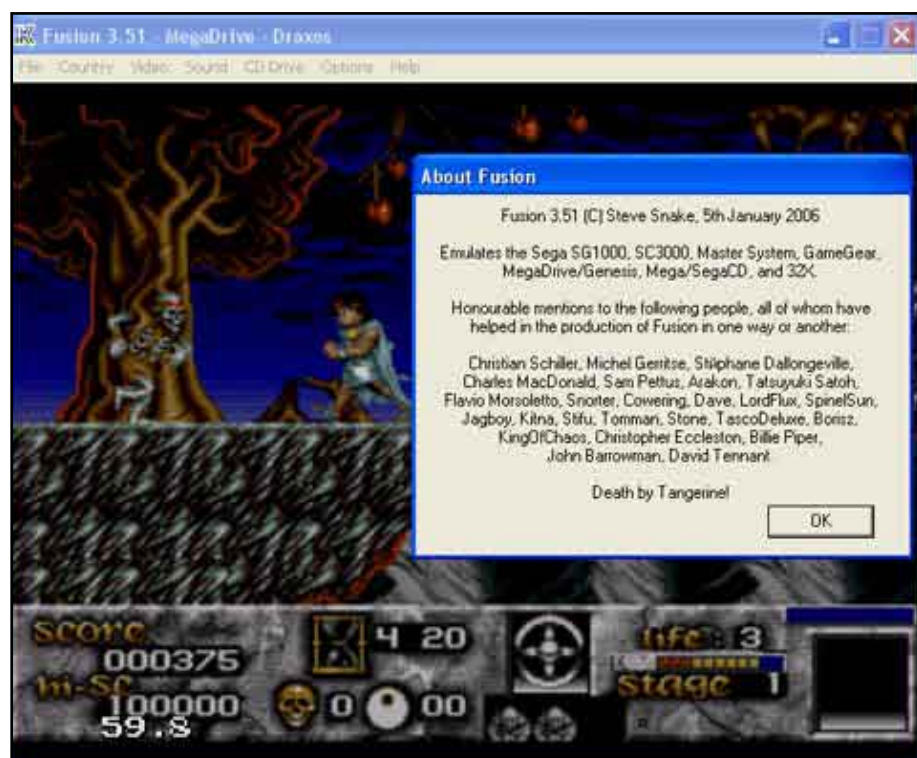 Fusion 3.51 - MegaDrive - Draxos
File Country Video Sound CD Drive Options Help
About Fusion
Fusion 3.51 (C) Steve Snake, 5th January 2006
Emulates the Sega SG1000, SC3000, Master System, GameGear,
MegaDrive/Genesis, Mega/SegaCD, and 32X.
Honourable mentions to the following people, all of whom have
helped in the production of Fusion in one way or another:
Christian Schiller, Michel Gerritse, Stéphane Dallongeville,
Charles MacDonald, Sam Pettus, Arakon, Tatsuyuki Satoh,
Flavio Morsoletto, Snorter, Cowering, Dave, LordFlux, SpinelSun,
Jagboy, Kitna, Stifu, Tomman, Stone, TascoDeluxe, Borisz,
KingOfChaos, Christopher Eccleston, Billie Piper,
John Barrowman, David Tennant
Death by Tangerine!
OK
score
000375
4 20
life : 3
hi-sc
100000
0
00
stage 1
59.8